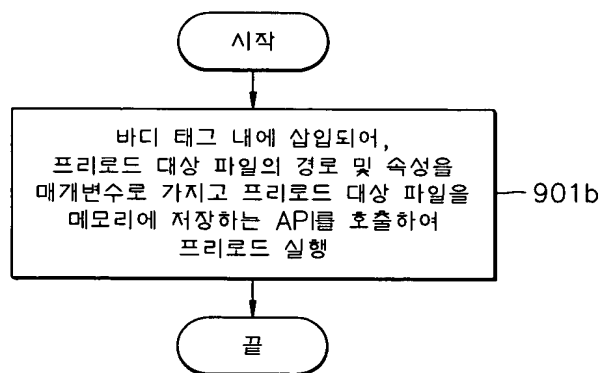 시작
바디 태그 내에 삽입되어,
프리로드 대상 파일의 경로 및 속성을
매개변수로 가지고 프리로드 대상 파일을
메모리에 저장하는 API를 호출하여
프리로드 실행
901b
끝